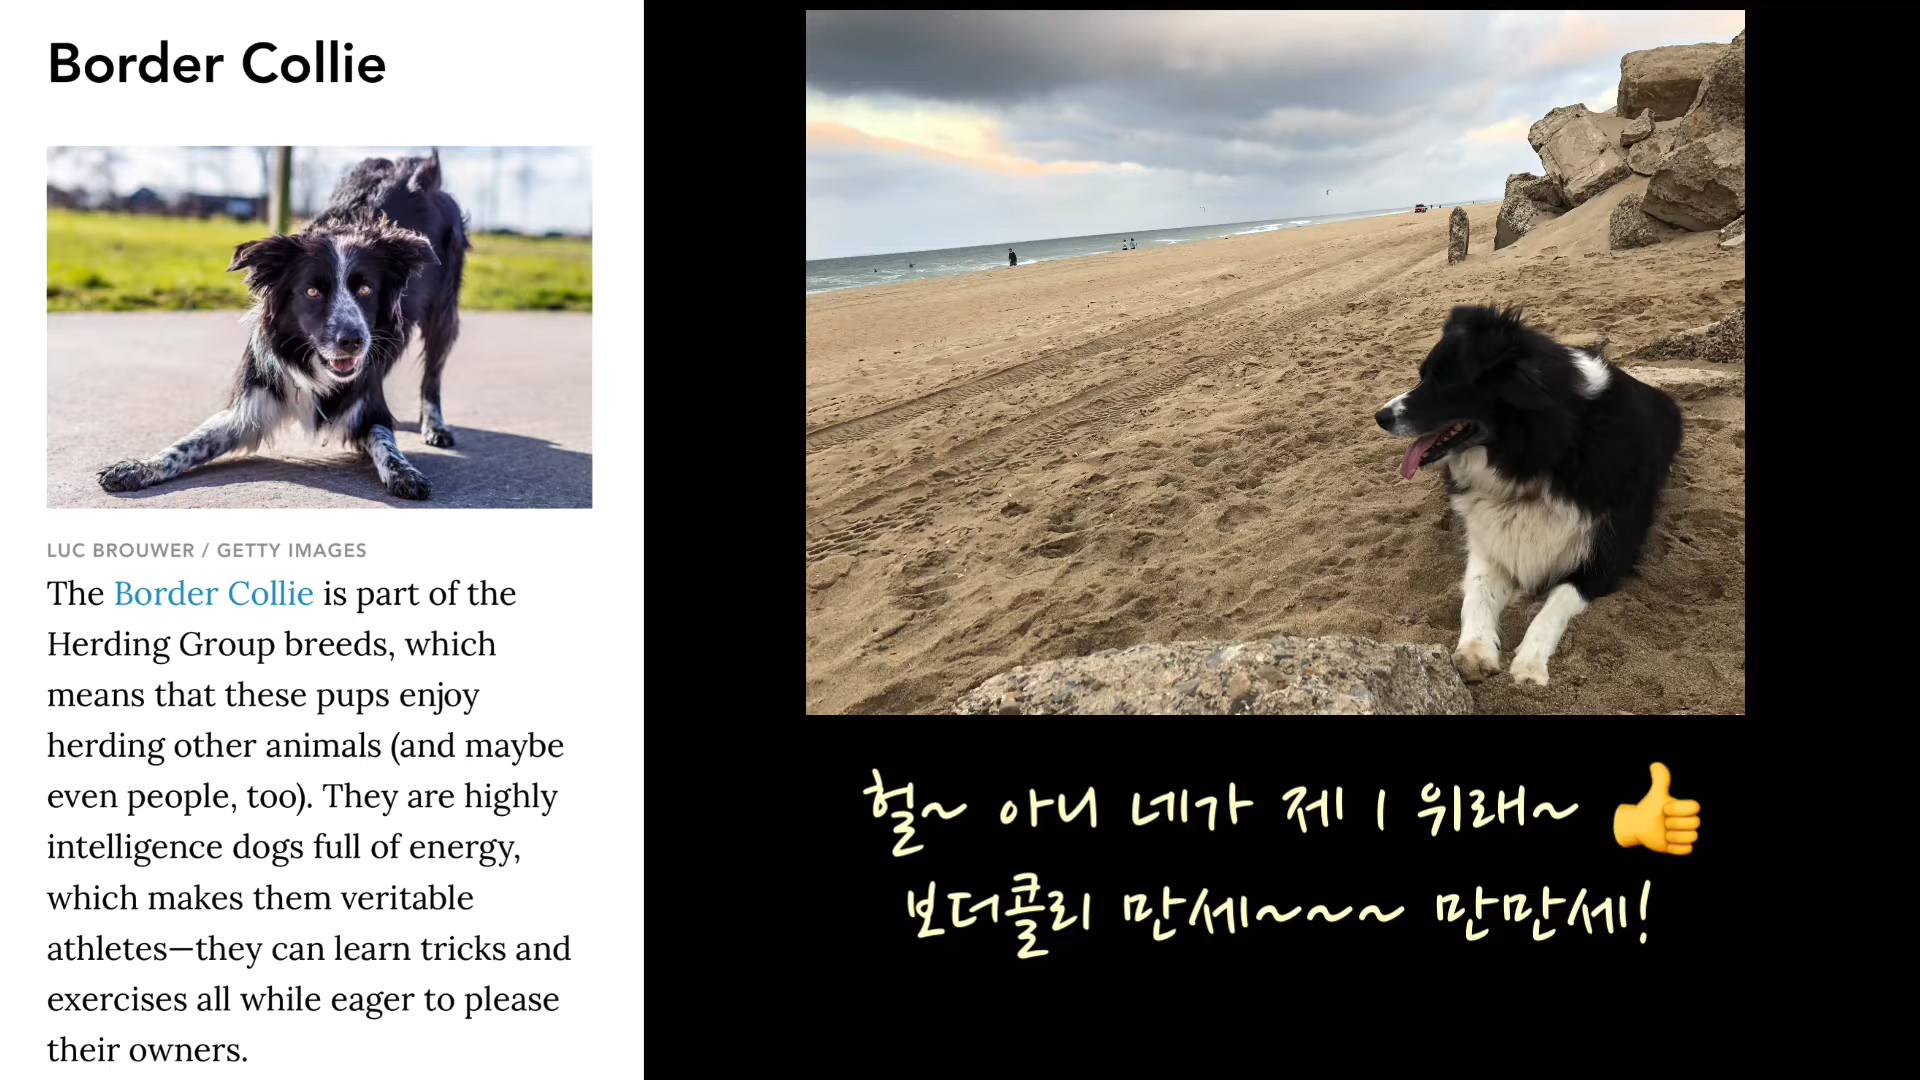 Border Collie
LUC BROUWER / GETTY IMAGES
The Border Collie is part of the
Herding Group breeds, which
means that these pups enjoy
herding other animals (and maybe
even people, too). They are highly
intelligence dogs full of energy,
which makes them veritable
athletes—they can learn tricks and
exercises all while eager to please
their owners.
헐~ 아니 네가 제 1 위래~ 👍
보더콜리 만세~~~ 만만세!